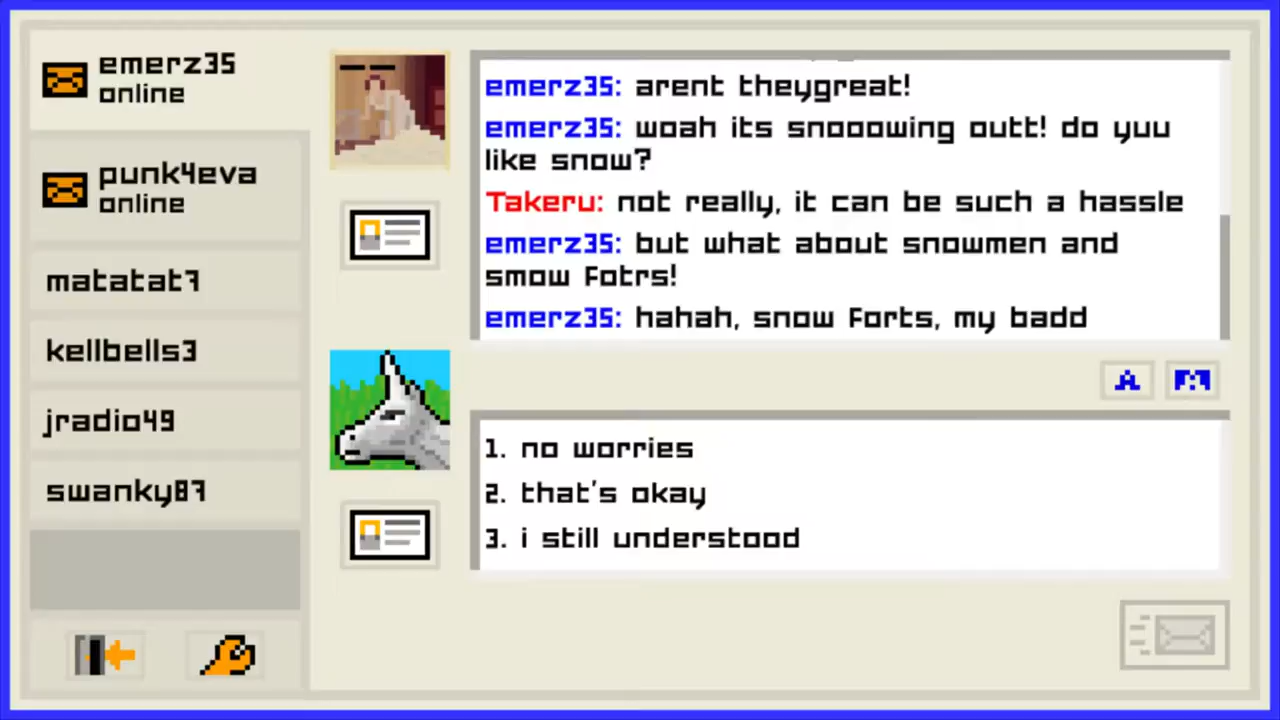 emerz35
online
punk4eva
online
matatat7
kellbells3
jradio49
swanky87
emerz35: arent theygreat!
emerz35: woah its snooowing outt! do yuu
like snow?
Takeru: not really, it can be such a hassle
emerz35: but what about snowmen and
smow fotrs!
emerz35: hahah, snow forts, my badd
A
1. no worries
2. that's okay
3. i still understood